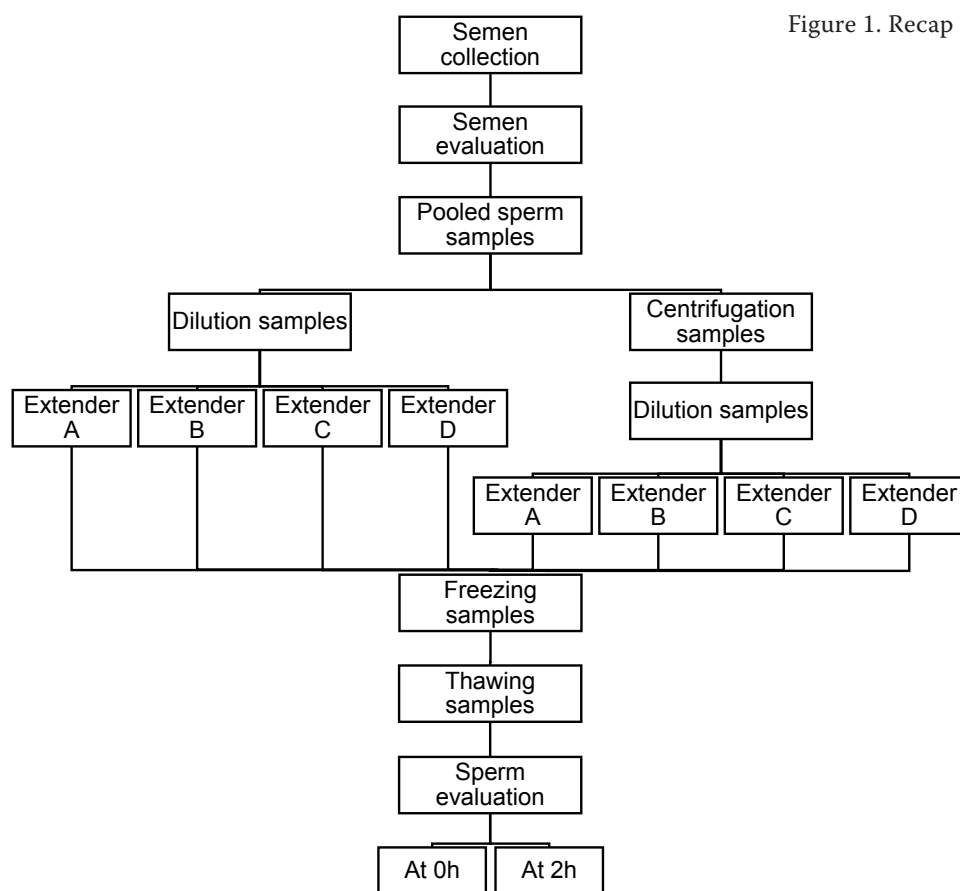 Figure 1. Recap
Semen
collection
Semen
evaluation
Pooled sperm
samples
Dilution samples
Centrifugation
samples
Extender
A
Extender
B
Extender
C
Extender
D
Dilution samples
Extender
A
Extender
B
Extender
C
Extender
D
Freezing
samples
Thawing
samples
Sperm
evaluation
At 0h
At 2h